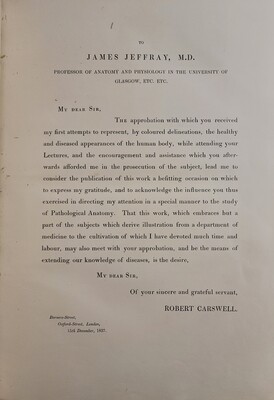 TO
JAMES JEFFRAY, M.D.
PROFESSOR OF ANATOMY AND PHYSIOLOGY IN THE UNIVERSITY OF
GLASGOW, ETC. ETC.
My dear Sir,
The approbation with which you received
my first attempts to represent, by coloured delineations, the healthy
and diseased appearances of the human body, while attending your
Lectures, and the encouragement and assistance which you after-
wards afforded me in the prosecution of the subject, lead me to
consider the publication of this work a befitting occasion on which
to express my gratitude, and to acknowledge the influence you thus
exercised in directing my attention in a special manner to the study
of Pathological Anatomy. That this work, which embraces but a
part of the subjects which derive illustration from a department of
medicine to the cultivation of which I have devoted much time and
labour, may also meet with your approbation, and be the means of
extending our knowledge of diseases, is the desire,
My dear Sir,
Of your sincere and grateful servant,
ROBERT CARSWELL.
Berners-Street,
Oxford-Street, London,
December, 1837.